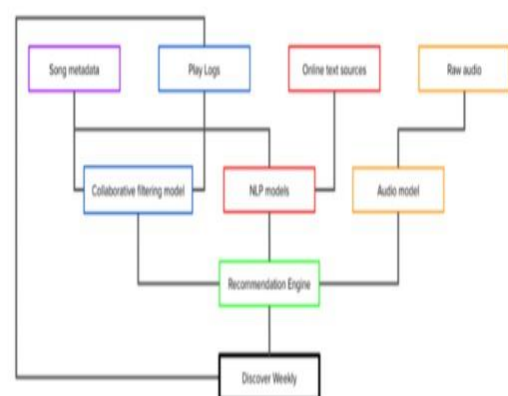 Song metadata
Play Logs
Online text sources
Raw audio
Collaborative filtering model
NLP models
Audio model
Recommendation Engine
Discover Weekly